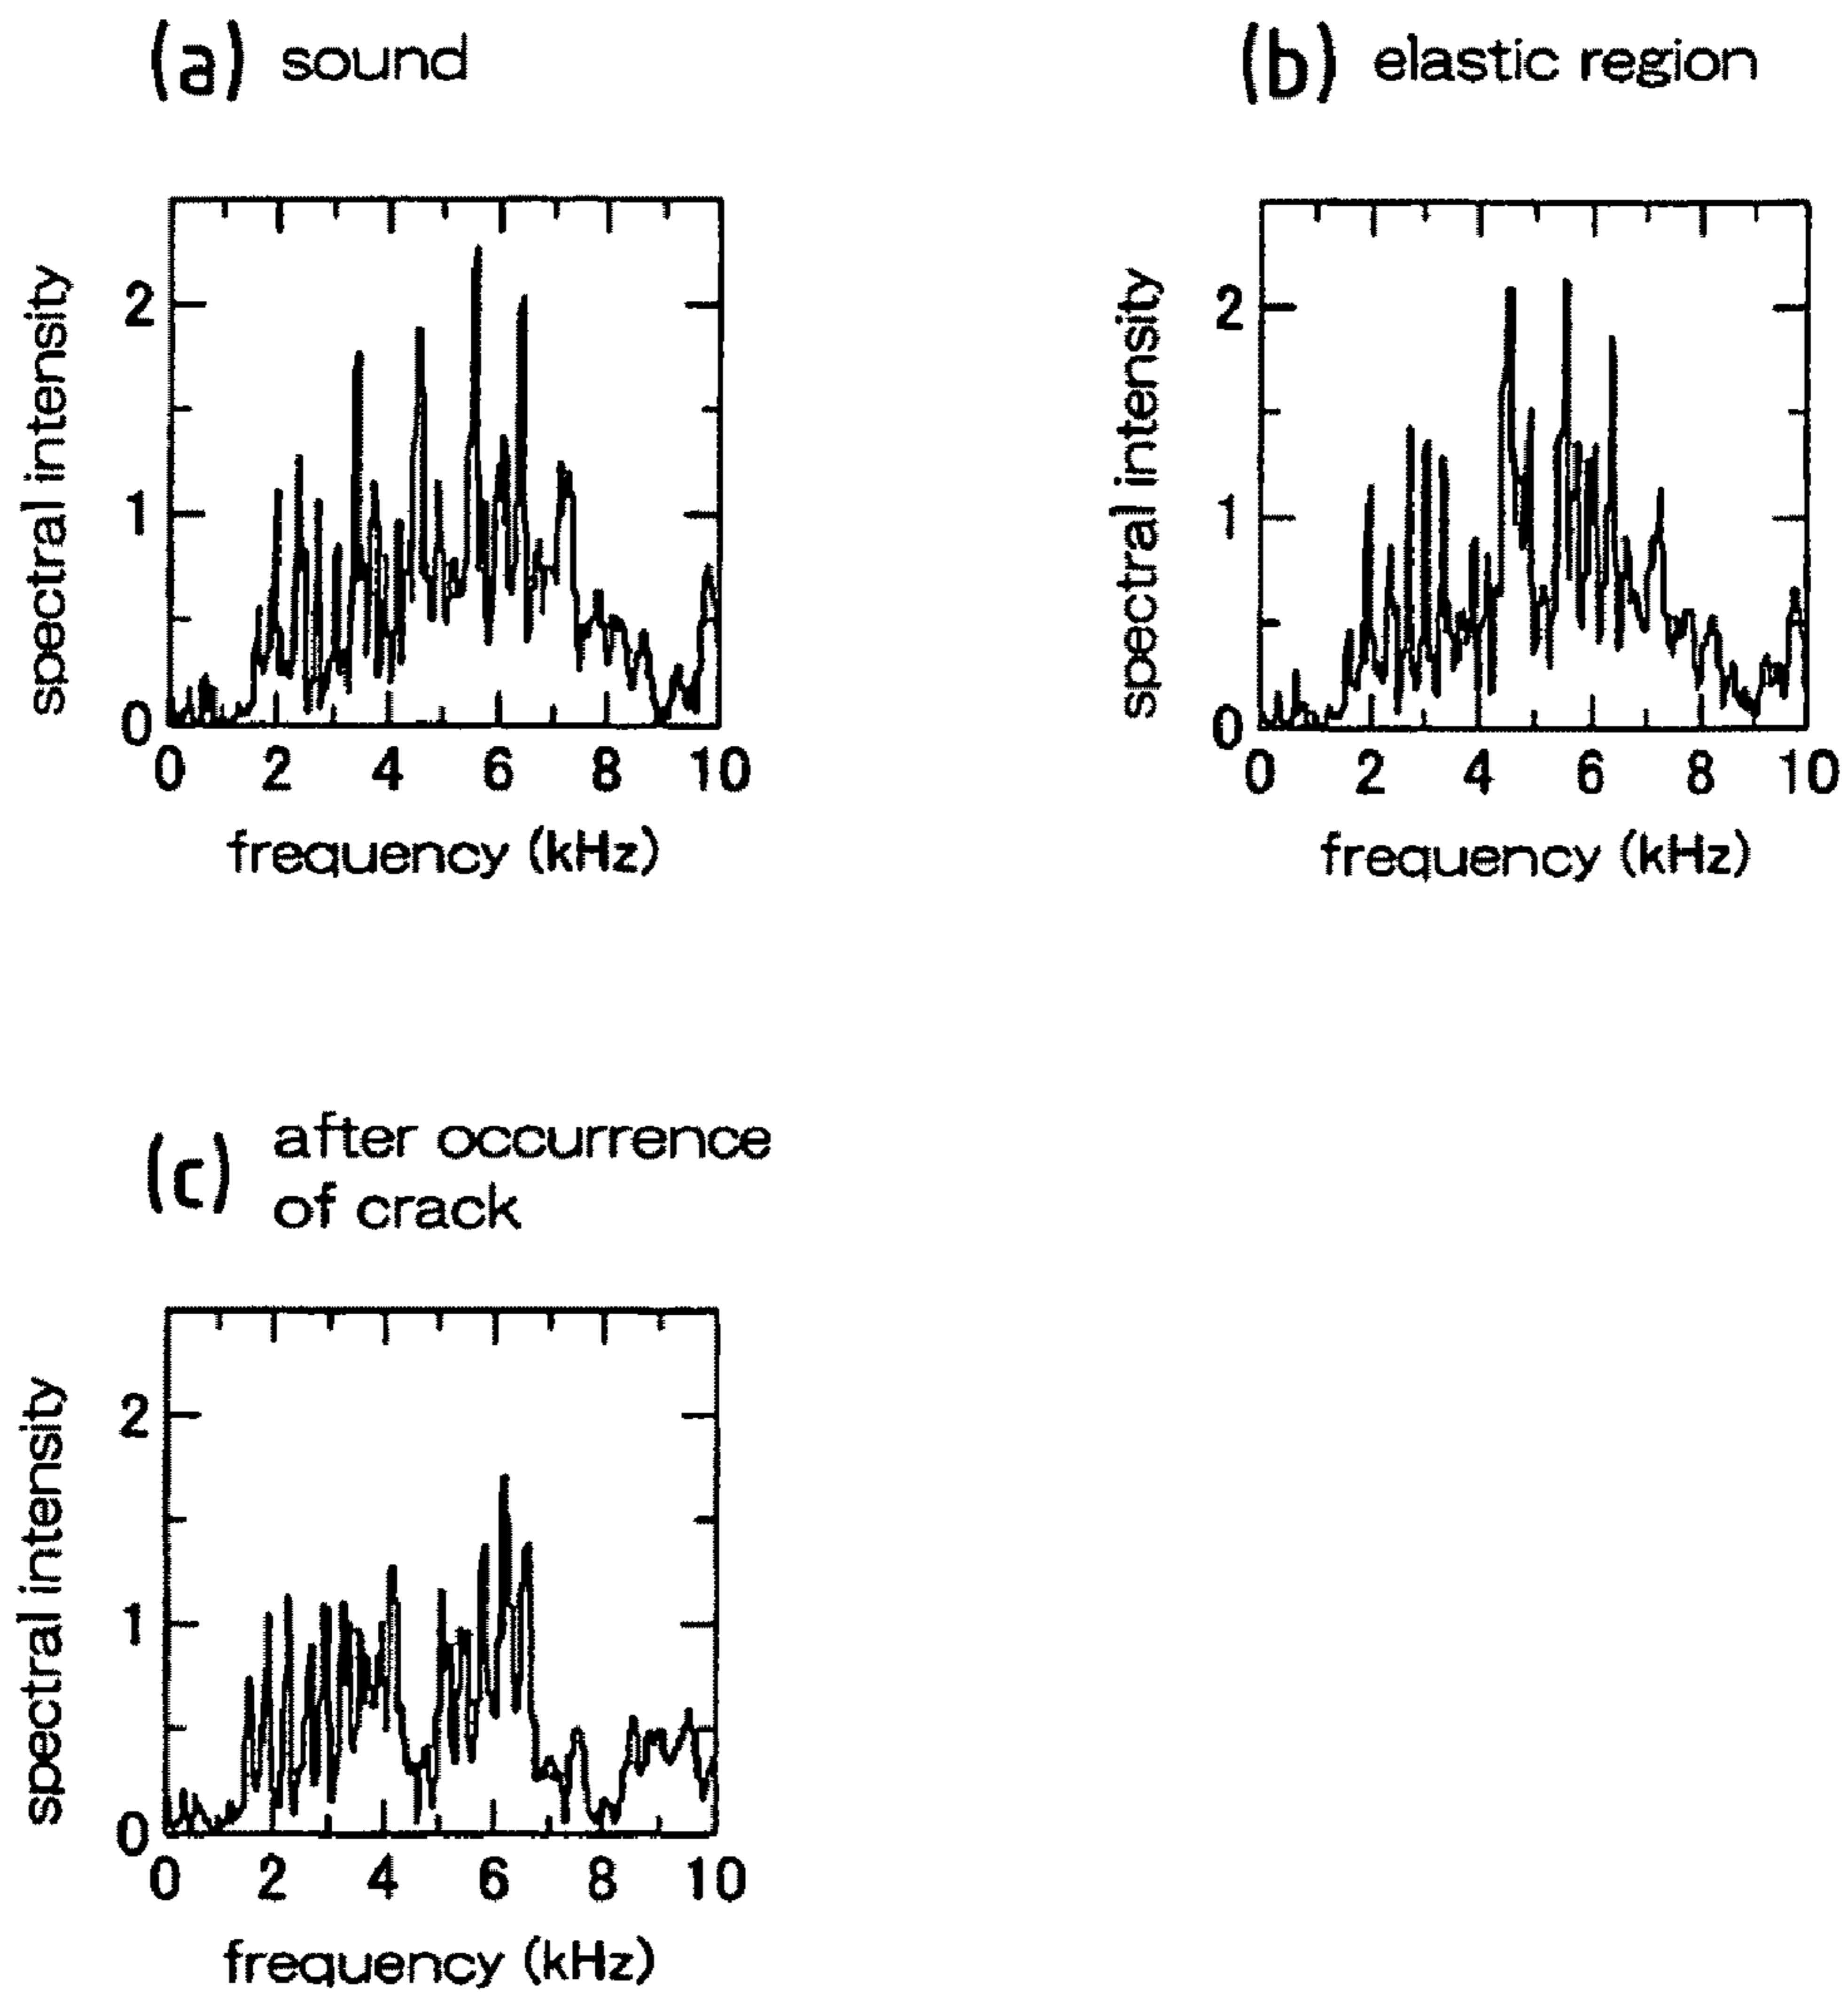 (a) sound
spectral intensity
2
1
0
0 2 4 6 8 10
frequency (kHz)
(b) elastic region
spectral intensity
2
1
0
0 2 4 6 8 10
frequency (kHz)
(c) after occurrence
of crack
spectral intensity
2
1
0
0 2 4 6 8 10
frequency (kHz)